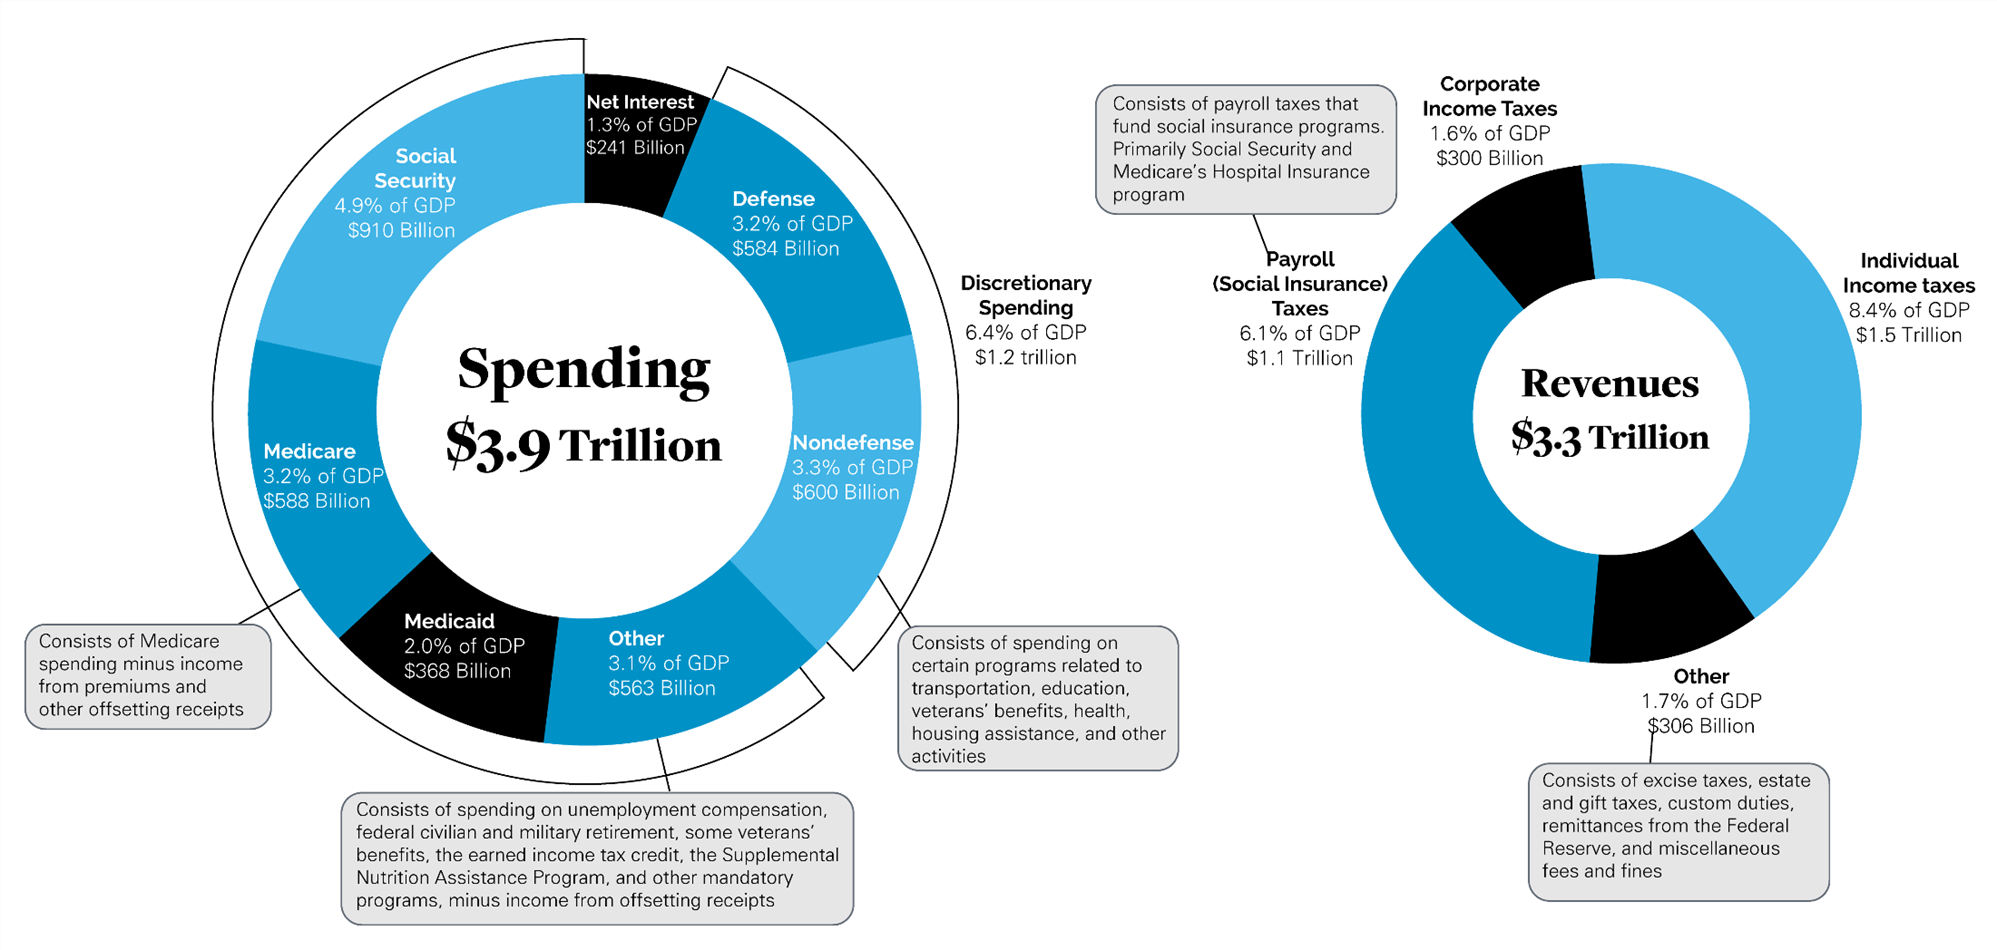 Net Interest
1.3% of GDP
$241 Billion
Defense
3.2% of GDP
$584 Billion
Discretionary
Spending
6.4% of GDP
$1.2 trillion
Nondefense
3.3% of GDP
$600 Billion
Consists of spending on
certain programs related to
transportation, education,
veterans' benefits, health,
housing assistance, and other
activities
Other
3.1% of GDP
$563 Billion
Consists of spending on unemployment compensation,
federal civilian and military retirement, some veterans'
benefits, the earned income tax credit, the Supplemental
Nutrition Assistance Program, and other mandatory
programs, minus income from offsetting receipts
Medicaid
2.0% of GDP
$368 Billion
Medicare
3.2% of GDP
$588 Billion
Consists of Medicare
spending minus income
from premiums and
other offsetting receipts
Social
Security
4.9% of GDP
$910 Billion
Spending
$3.9 Trillion
Consists of payroll taxes that
fund social insurance programs.
Primarily Social Security and
Medicare's Hospital Insurance
program
Payroll
(Social Insurance)
Taxes
6.1% of GDP
$1.1 Trillion
Corporate
Income Taxes
1.6% of GDP
$300 Billion
Individual
Income taxes
8.4% of GDP
$1.5 Trillion
Revenues
$3.3 Trillion
Other
1.7% of GDP
$306 Billion
Consists of excise taxes, estate
and gift taxes, custom duties,
remittances from the Federal
Reserve, and miscellaneous
fees and fines